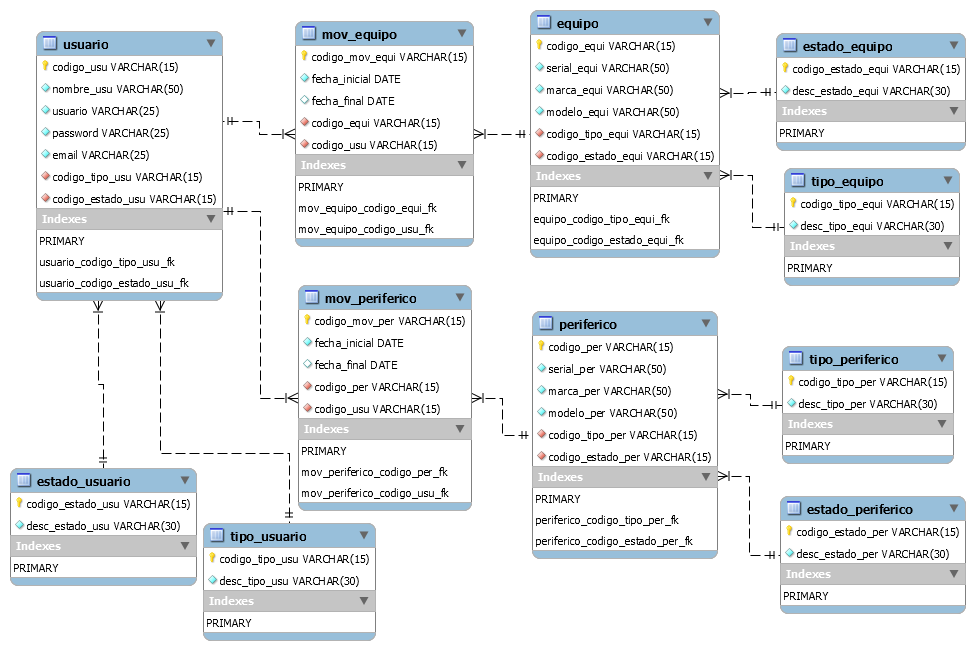 usuario
codigo_usu VARCHAR(15)
nombre_usu VARCHAR(50)
usuario VARCHAR(25)
password VARCHAR(25)
email VARCHAR(25)
codigo_tipo_usu VARCHAR(15)
codigo_estado_usu VARCHAR(15)
Indexes
PRIMARY
usuario_codigo_tipo_usu_fk
usuario_codigo_estado_usu_fk
mov_equipo
codigo_mov_equi VARCHAR(15)
fecha_inicial DATE
fecha_final DATE
codigo_equi VARCHAR(15)
codigo_usu VARCHAR(15)
Indexes
PRIMARY
mov_equipo_codigo_equi_fk
mov_equipo_codigo_usu_fk
equipo
codigo_equi VARCHAR(15)
serial_equi VARCHAR(50)
marca_equi VARCHAR(50)
modelo_equi VARCHAR(50)
codigo_tipo_equi VARCHAR(15)
codigo_estado_equi VARCHAR(15)
Indexes
PRIMARY
equipo_codigo_tipo_equi_fk
equipo_codigo_estado_equi_fk
estado_equipo
codigo_estado_equi VARCHAR(15)
desc_estado_equi VARCHAR(30)
Indexes
PRIMARY
tipo_equipo
codigo_tipo_equi VARCHAR(15)
desc_tipo_equi VARCHAR(30)
Indexes
PRIMARY
mov_periferico
codigo_mov_per VARCHAR(15)
fecha_inicial DATE
fecha_final DATE
codigo_per VARCHAR(15)
codigo_usu VARCHAR(15)
Indexes
PRIMARY
mov_periferico_codigo_per_fk
mov_periferico_codigo_usu_fk
periferico
codigo_per VARCHAR(15)
serial_per VARCHAR(50)
marca_per VARCHAR(50)
modelo_per VARCHAR(50)
codigo_tipo_per VARCHAR(15)
codigo_estado_per VARCHAR(15)
Indexes
PRIMARY
periferico_codigo_tipo_per_fk
periferico_codigo_estado_per_fk
tipo_periferico
codigo_tipo_per VARCHAR(15)
desc_tipo_per VARCHAR(30)
Indexes
PRIMARY
estado_periferico
codigo_estado_per VARCHAR(15)
desc_estado_per VARCHAR(30)
Indexes
PRIMARY
estado_usuario
codigo_estado_usu VARCHAR(15)
desc_estado_usu VARCHAR(30)
Indexes
PRIMARY
tipo_usuario
codigo_tipo_usu VARCHAR(15)
desc_tipo_usu VARCHAR(30)
Indexes
PRIMARY